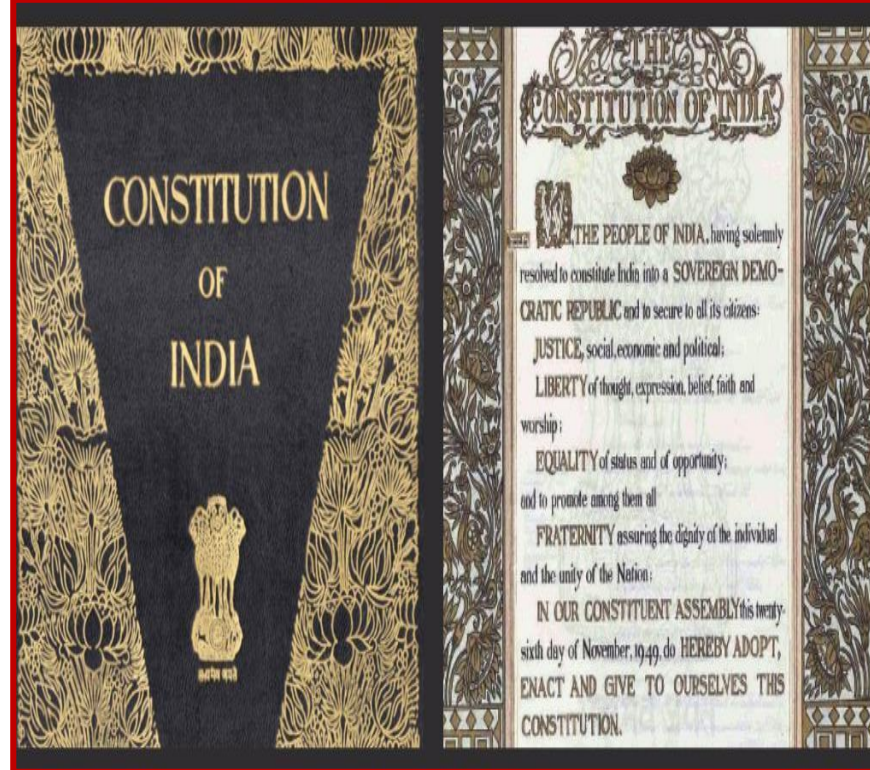 CONSTITUTION
OF
INDIA
THE
CONSTITUTION OF INDIA
WE, THE PEOPLE OF INDIA, having solemnly
resolved to constitute India into a SOVEREIGN DEMO-
CRATIC REPUBLIC and to secure to all its citizens:
JUSTICE, social, economic and political;
LIBERTY of thought, expression, belief, faith and
worship;
EQUALITY of status and of opportunity;
and to promote among them all
FRATERNITY assuring the dignity of the individual
and the unity of the Nation;
IN OUR CONSTITUENT ASSEMBLY this twenty-
sixth day of November, 1949, do HEREBY ADOPT,
ENACT AND GIVE TO OURSELVES THIS
CONSTITUTION.